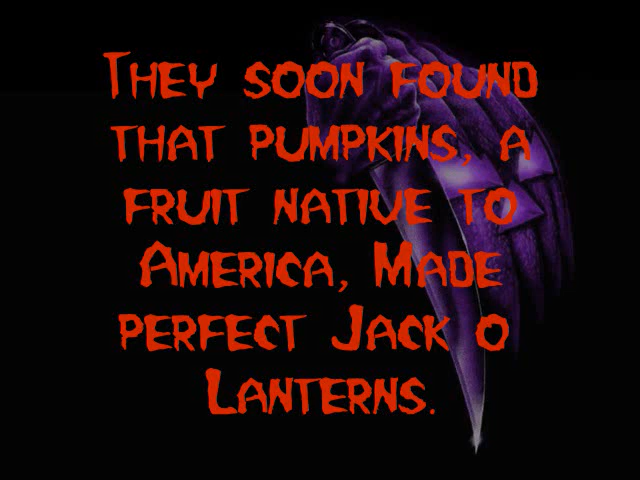 They soon found
that pumpkins, a
fruit native to
America, Made
perfect Jack o
Lanterns.